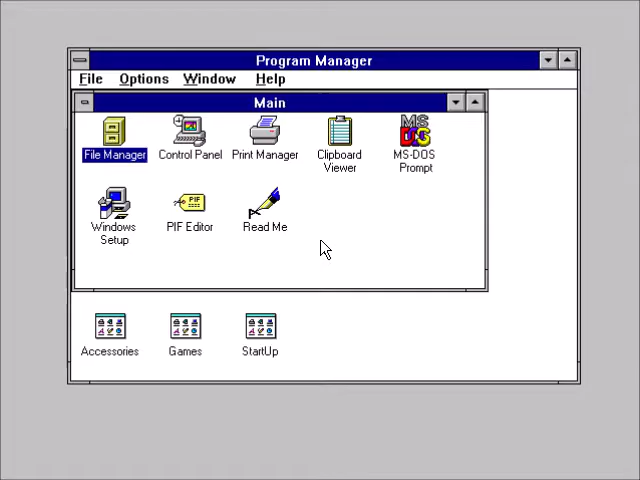 Program Manager
File Options Window Help
Main
File Manager
Control Panel
Print Manager
Clipboard
Viewer
MS-DOS
Prompt
Windows
Setup
PIF Editor
Read Me
Accessories
Games
StartUp
MS
DOS
PIF